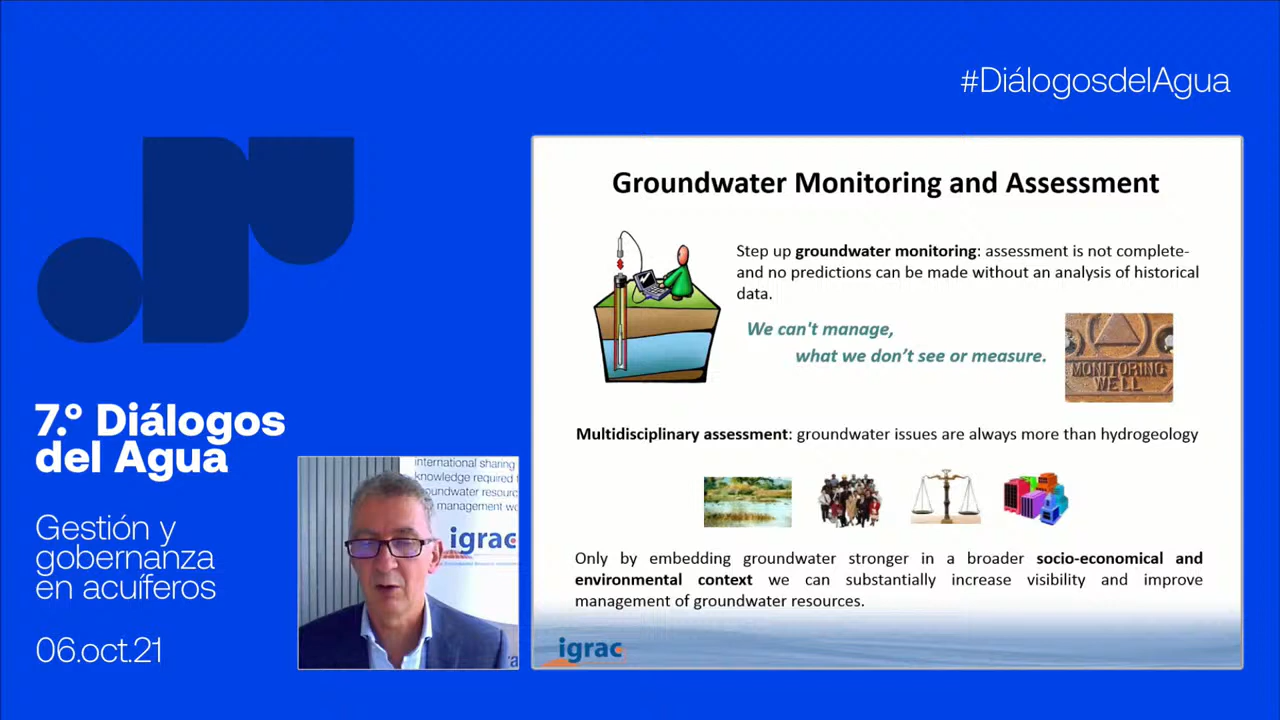 #DiálogosdelAgua
7.º Diálogos
del Agua
Gestión y
gobernanza
en acuíferos
06.oct.21
international sharing
knowledge required
groundwater resourc
management wo
igrac
Groundwater Monitoring and Assessment
Step up groundwater monitoring: assessment is not complete-
and no predictions can be made without an analysis of historical
data.
We can't manage,
what we don't see or measure.
MONITORING
WELL
Multidisciplinary assessment: groundwater issues are always more than hydrogeology
Only by embedding groundwater stronger in a broader socio-economical and
environmental context we can substantially increase visibility and improve
management of groundwater resources.
igrac